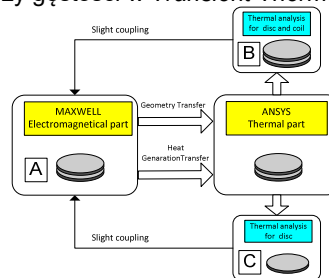 Thermal analysis
for disc and coil
B
Slight coupling
MAXWELL
Electromagnetical part
A
Geometry Transfer
Heat
GenarationTransfer
ANSYS
Thermal part
Slight coupling
Thermal analysis
for disc
C